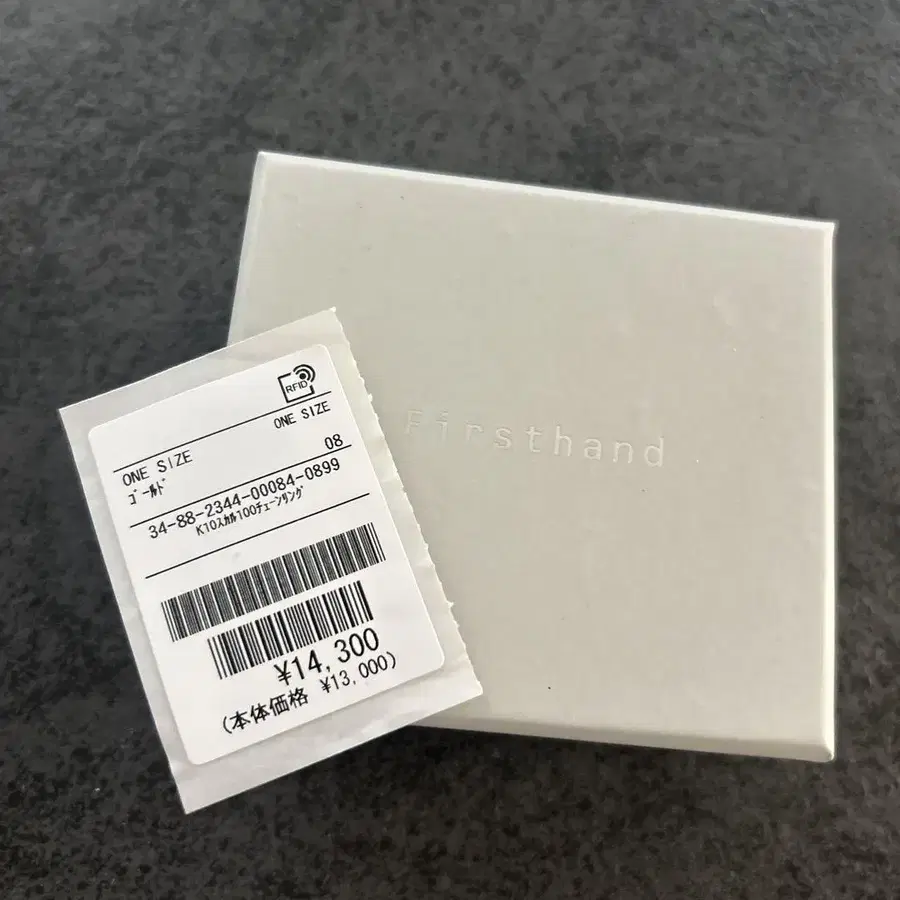 RFID
ONE SIZE
ONE SIZE 08
ｺﾞｰﾙﾄﾞ
34-88-2344-00084-0899
K10ｽｶﾙ100ﾁｪｰﾝﾘﾝｸﾞ
¥14,300
(本体価格 ¥13,000)
Firsthand